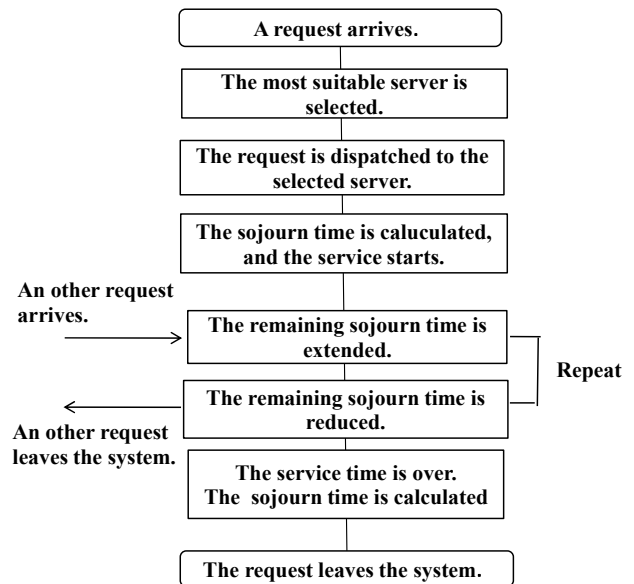 A request arrives.
The most suitable server is
selected.
The request is dispatched to the
selected server.
The sojourn time is caluculated,
and the service starts.
An other request
arrives.
The remaining sojourn time is
extended.
Repeat
The remaining sojourn time is
reduced.
An other request
leaves the system.
The service time is over.
The  sojourn time is calculated
The request leaves the system.